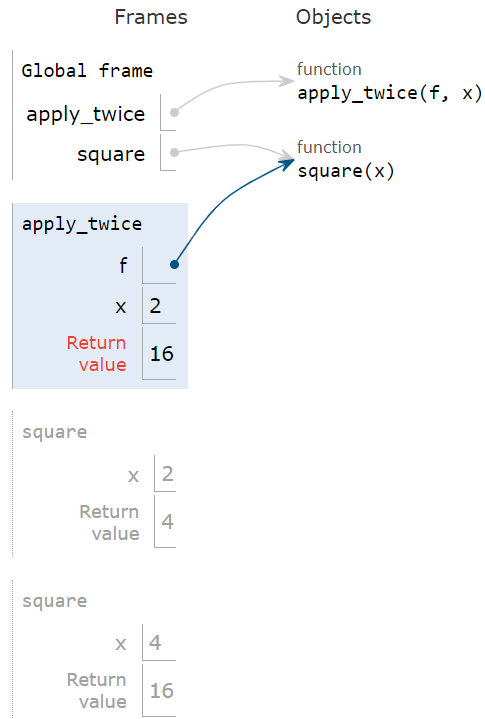 Frames Objects
Global frame
apply_twice
square
function
apply_twice(f, x)
function
square(x)
apply_twice
f
x 2
Return
value 16
square
x 2
Return
value 4
square
x 4
Return
value 16